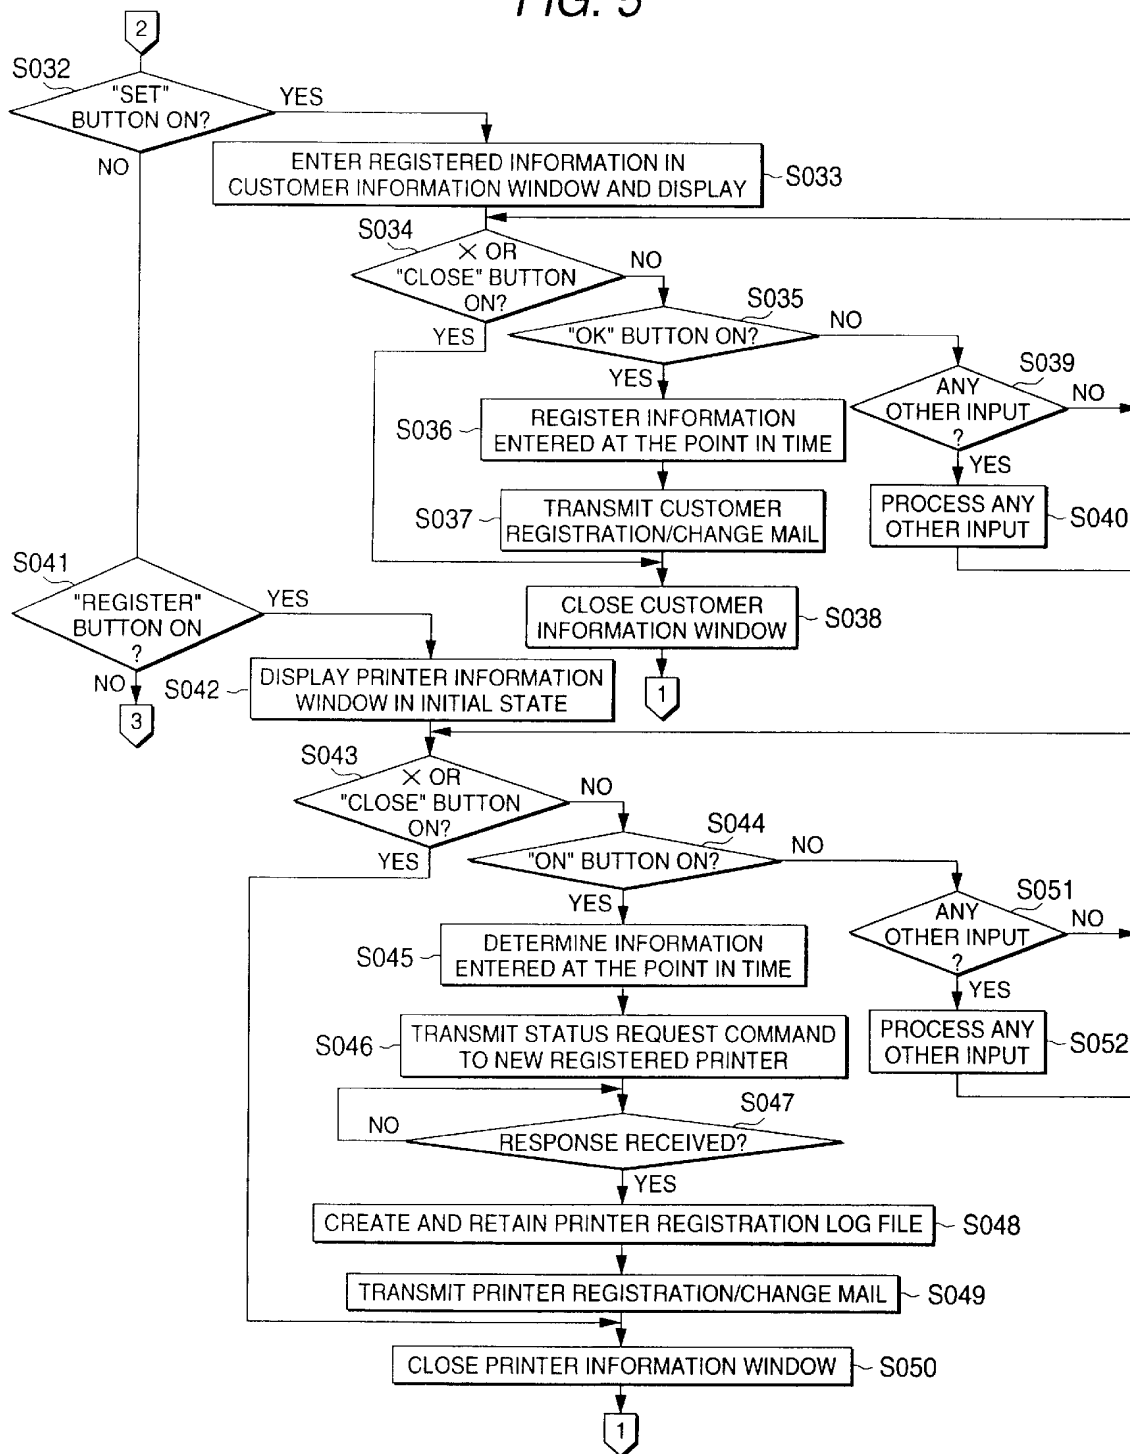 FIG. 5
2
S032
"SET"
BUTTON ON?
YES
NO
ENTER REGISTERED INFORMATION IN
CUSTOMER INFORMATION WINDOW AND DISPLAY
S033
S034
× OR
"CLOSE" BUTTON
ON?
NO
YES
S035
"OK" BUTTON ON?
NO
YES
S039
ANY
OTHER INPUT
?
NO
YES
S036
REGISTER INFORMATION
ENTERED AT THE POINT IN TIME
PROCESS ANY
OTHER INPUT
S040
S037
TRANSMIT CUSTOMER
REGISTRATION/CHANGE MAIL
CLOSE CUSTOMER
INFORMATION WINDOW
S038
1
S041
"REGISTER"
BUTTON ON
?
YES
NO
3
S042
DISPLAY PRINTER INFORMATION
WINDOW IN INITIAL STATE
S043
× OR
"CLOSE" BUTTON
ON?
NO
YES
S044
"ON" BUTTON ON?
NO
YES
S051
ANY
OTHER INPUT
?
NO
YES
S045
DETERMINE INFORMATION
ENTERED AT THE POINT IN TIME
PROCESS ANY
OTHER INPUT
S052
S046
TRANSMIT STATUS REQUEST COMMAND
TO NEW REGISTERED PRINTER
S047
RESPONSE RECEIVED?
NO
YES
CREATE AND RETAIN PRINTER REGISTRATION LOG FILE
S048
TRANSMIT PRINTER REGISTRATION/CHANGE MAIL
S049
CLOSE PRINTER INFORMATION WINDOW
S050
1